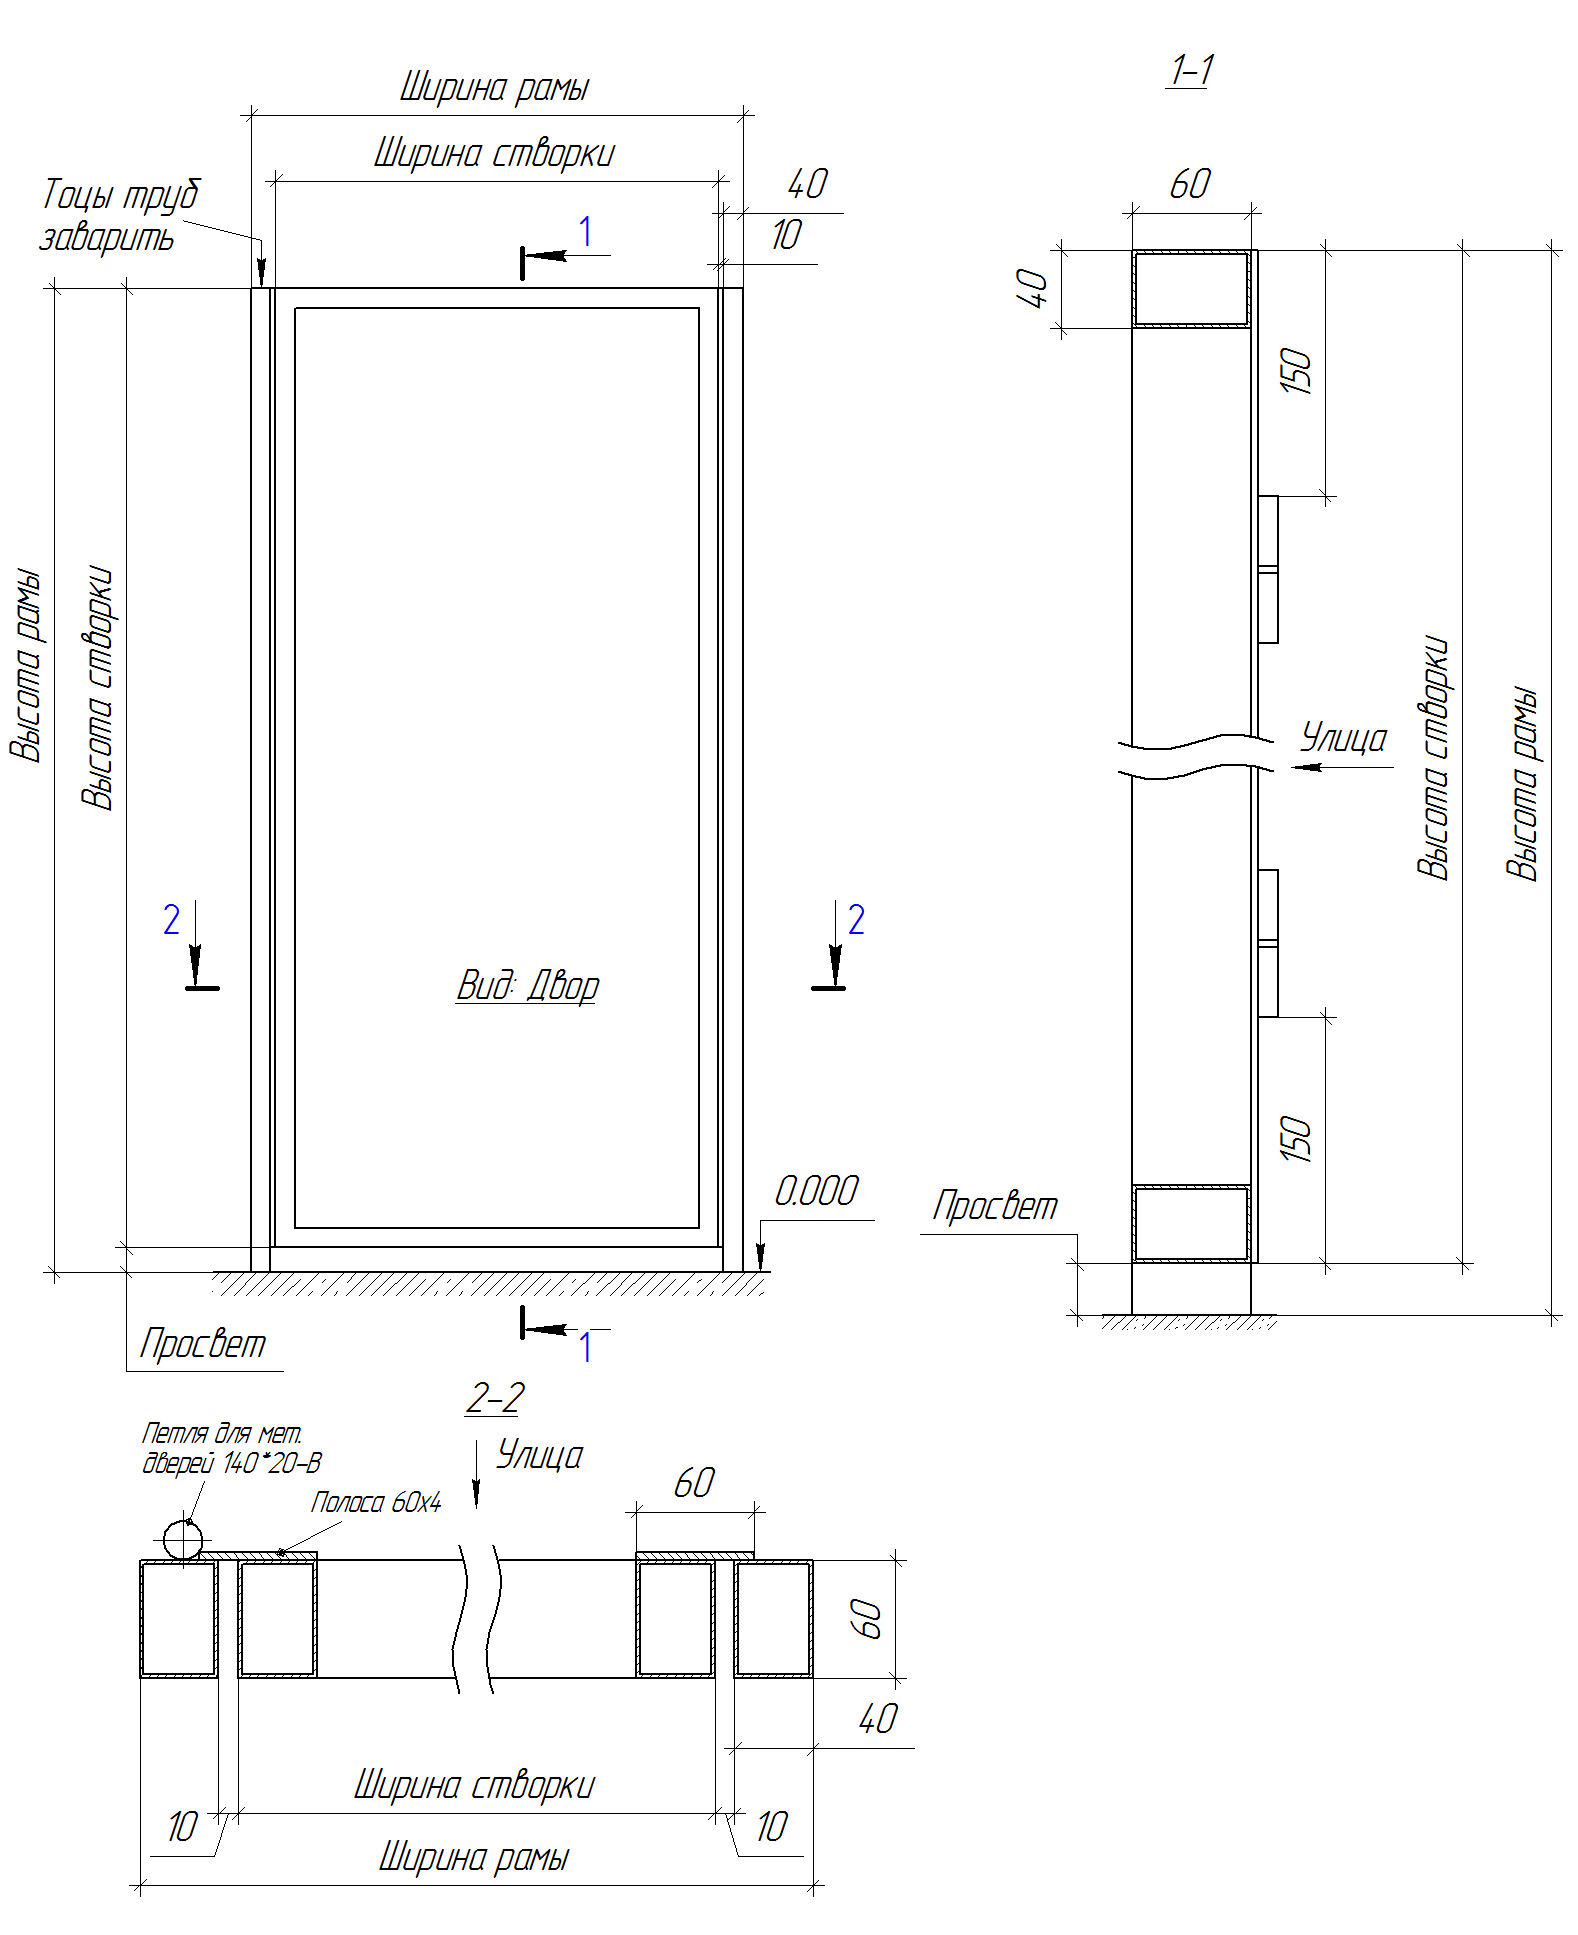 Ширина рамы
Ширина створки
Тоцы труб
заварить
40
10
1
Высота рамы
Высота створки
2
2
Вид: Двор
0.000
Просвет
1
1-1
60
40
150
Улица
Высота створки
Высота рамы
150
Просвет
2-2
Улица
Петля для мет.
дверей 140*20-В
Полоса 60х4
60
60
40
Ширина створки
10
10
Ширина рамы